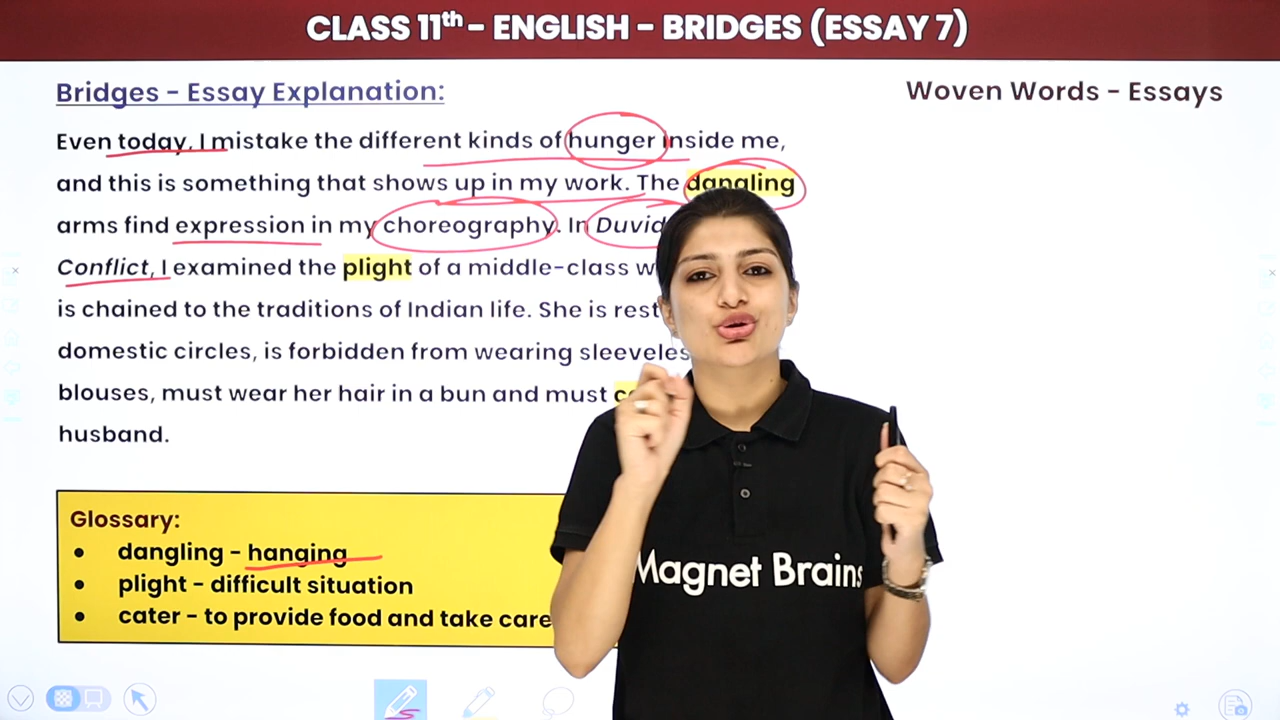 CLASS 11th - ENGLISH - BRIDGES (ESSAY 7)
Bridges - Essay Explanation:
Woven Words - Essays
Even today, I mistake the different kinds of hunger inside me,
and this is something that shows up in my work. The dangling
arms find expression in my choreography. In
Conflict, I examined the plight of a middle-class
is chained to the traditions of Indian life. She is
domestic circles, is forbidden from wearing
blouses, must wear her hair in a bun and must
husband.
Glossary:
● dangling - hanging
● plight - difficult situation
● cater - to provide food and take care
Magnet Brains